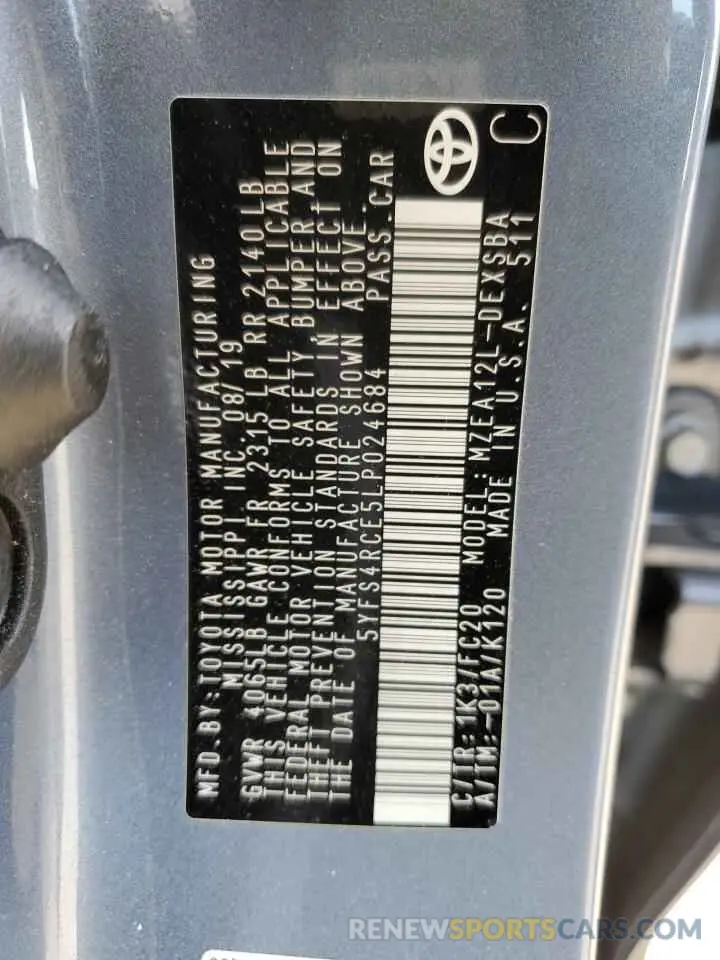 MFD.BY:TOYOTA MOTOR MANUFACTURING
MISSISSIPPI INC. 08/19
GVWR 4065LB GAWR FR 2315 LB RR 2140 LB
THIS VEHICLE CONFORMS TO ALL APPLICABLE
FEDERAL MOTOR VEHICLE SAFETY BUMPER AND
THEFT PREVENTION STANDARDS IN EFFECT ON
THE DATE OF MANUFACTURE SHOWN ABOVE.
5YFS4RCE5LP024684 PASS.CAR
C/TR:1K3/FC20 MODEL:MZEA12L-DEXSBA
A/TM:-01A/K120 MADE IN U.S.A. 511
C
RENEWSPORTSCARS.COM